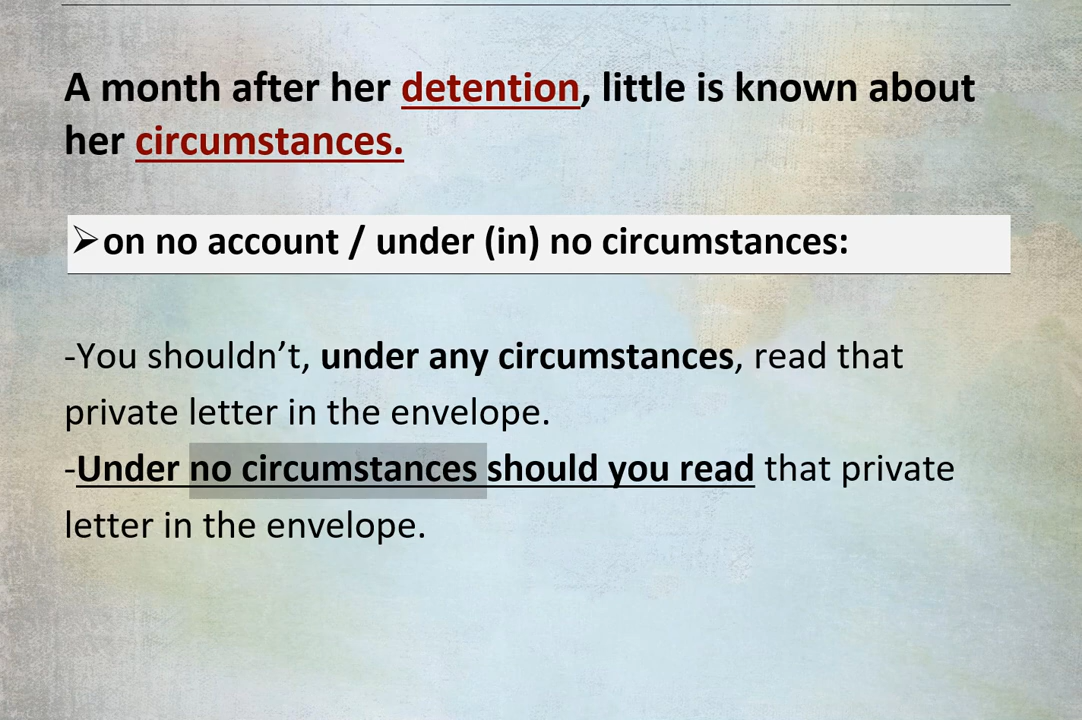 A month after her detention, little is known about
her circumstances.
➢on no account / under (in) no circumstances:
-You shouldn’t, under any circumstances, read that
private letter in the envelope.
-Under no circumstances should you read that private
letter in the envelope.